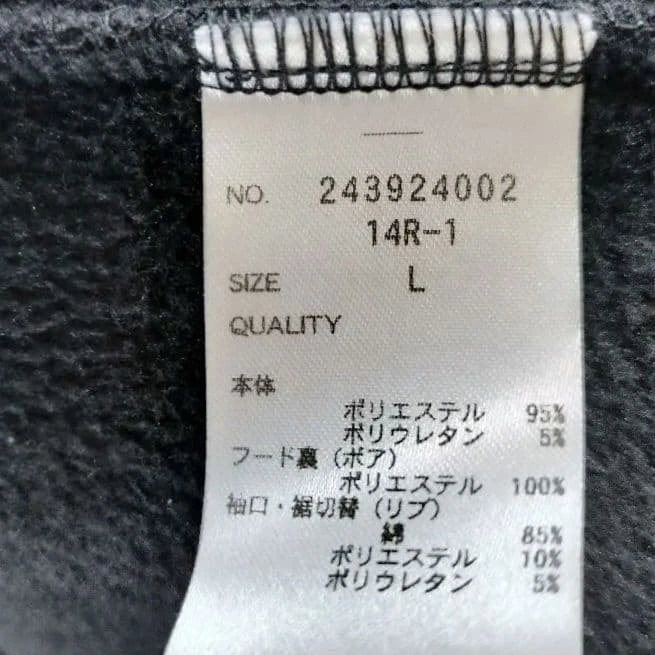 NO. 243924002
14R-1
SIZE L
QUALITY
本体
ポリエステル 95%
ポリウレタン 5%
フード裏(ボア)
ポリエステル 100%
袖口・裾切替(リブ)
綿 85%
ポリエステル 10%
ポリウレタン 5%